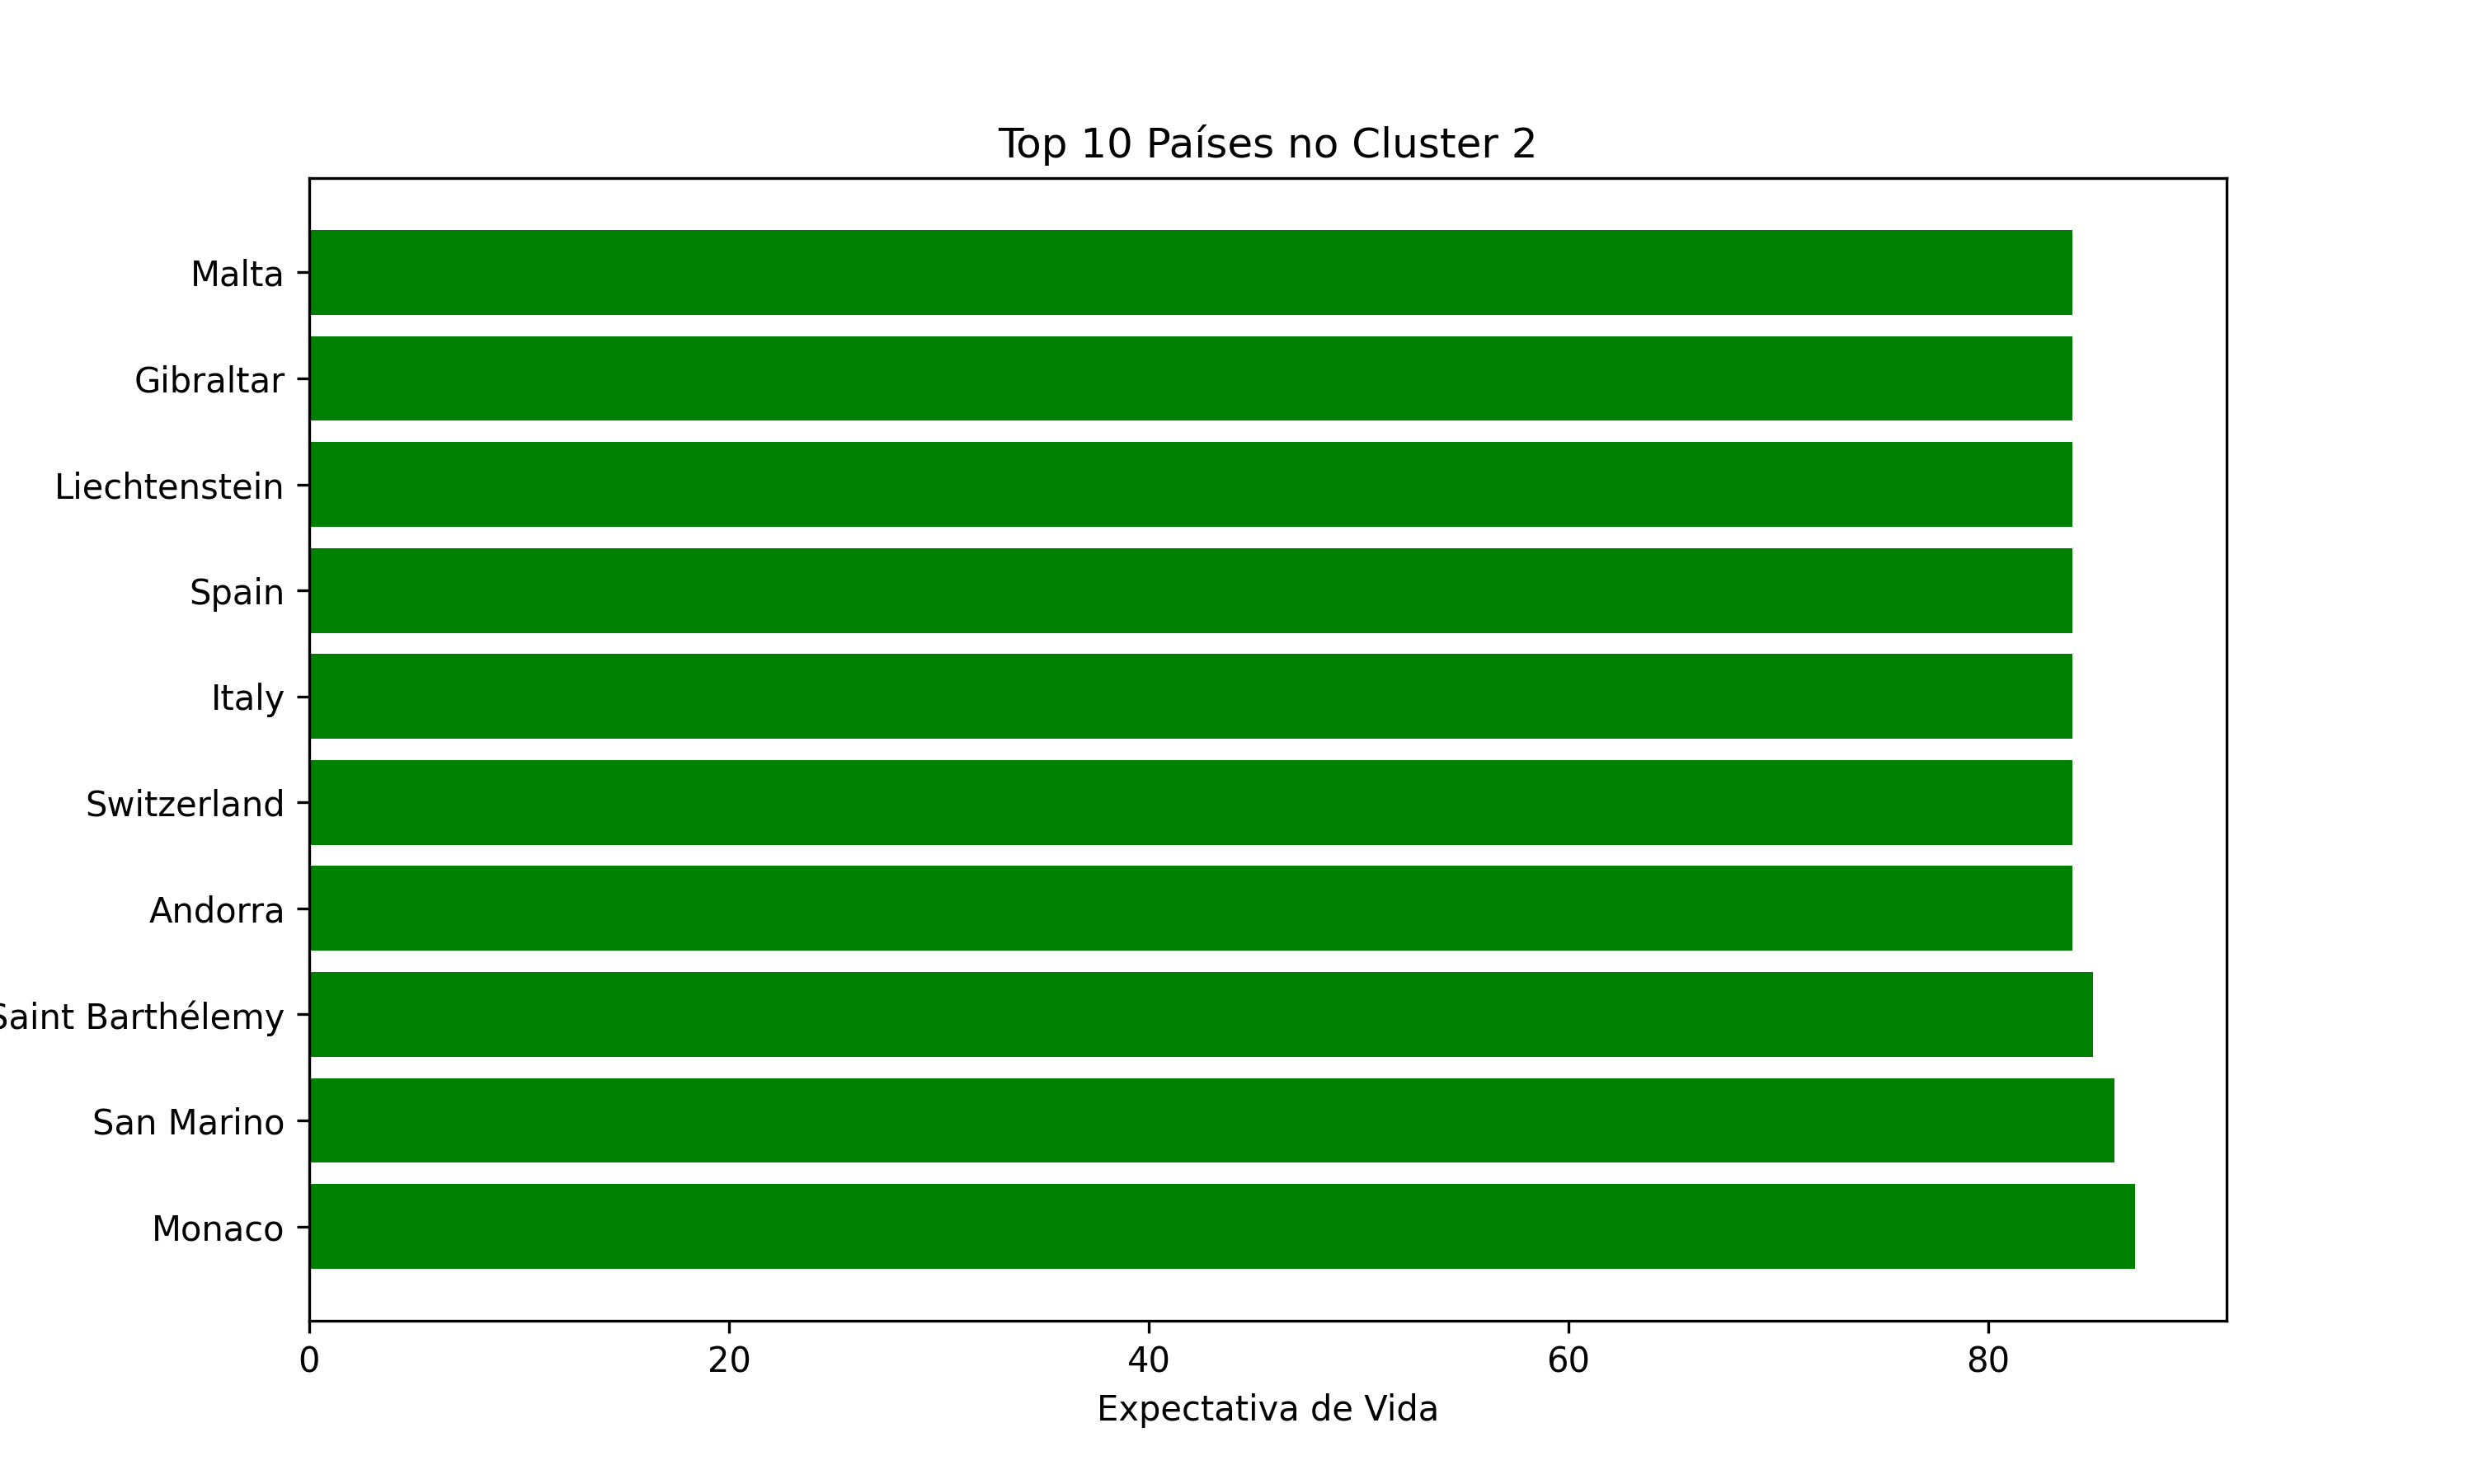 Top 10 Países no Cluster 2
Malta
Gibraltar
Liechtenstein
Spain
Italy
Switzerland
Andorra
Saint Barthélemy
San Marino
Monaco
0 20 40 60 80
Expectativa de Vida